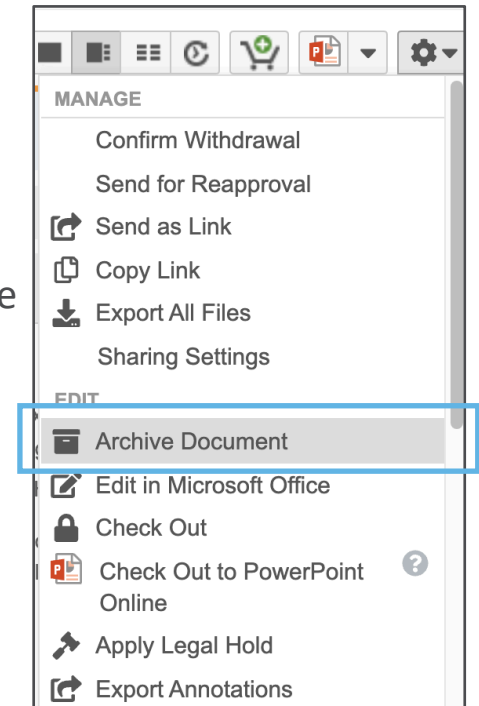 MANAGE
Confirm Withdrawal
Send for Reapproval
Send as Link
Copy Link
e
Export All Files
Sharing Settings
EDIT
Archive Document
Edit in Microsoft Office
Check Out
Check Out to PowerPoint
Online
Apply Legal Hold
Export Annotations